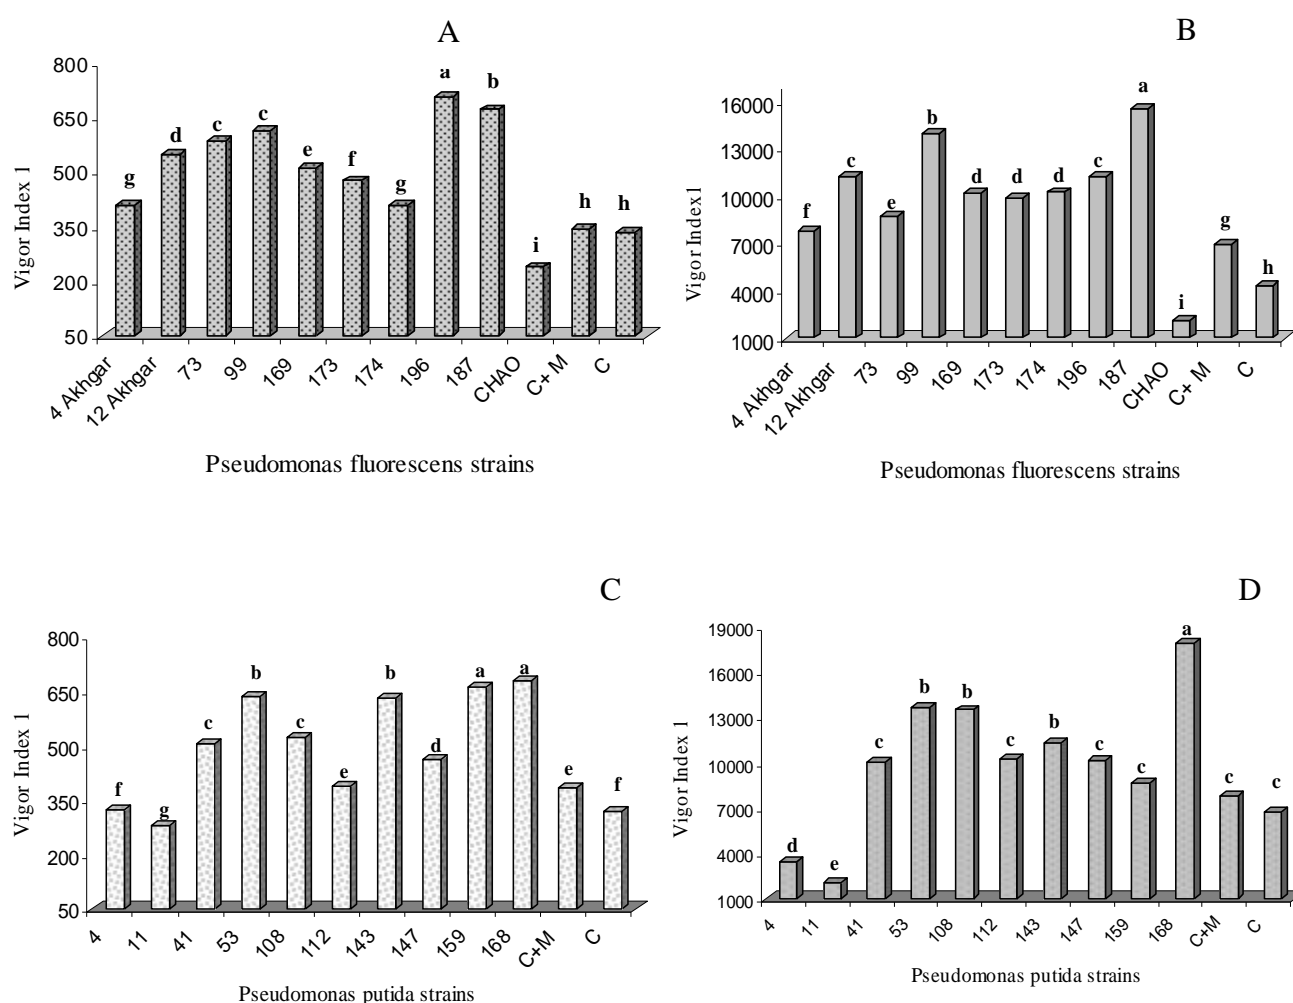 A
Vigor Index 1
800
650
500
350
200
50
g
d
c
c
e
f
g
a
b
i
h
h
4 Akhgar
12 Akhgar
73
99
169
173
174
196
187
CHAO
C+ M
C
Pseudomonas fluorescens strains
B
Vigor Index1
16000
13000
10000
7000
4000
1000
f
c
e
b
d
d
d
c
a
i
g
h
4 Akhgar
12 Akhgar
73
99
169
173
174
196
187
CHAO
C+ M
C
Pseudomonas fluorescens strains
C
Vigor Index 1
800
650
500
350
200
50
f
g
c
b
c
e
b
d
a
a
e
f
4
11
41
53
108
112
143
147
159
168
C+M
C
Pseudomonas putida strains
D
Vigor Index 1
19000
16000
13000
10000
7000
4000
1000
d
e
c
b
b
c
b
c
c
a
c
c
4
11
41
53
108
112
143
147
159
168
C+M
C
Pseudomonas putida strains